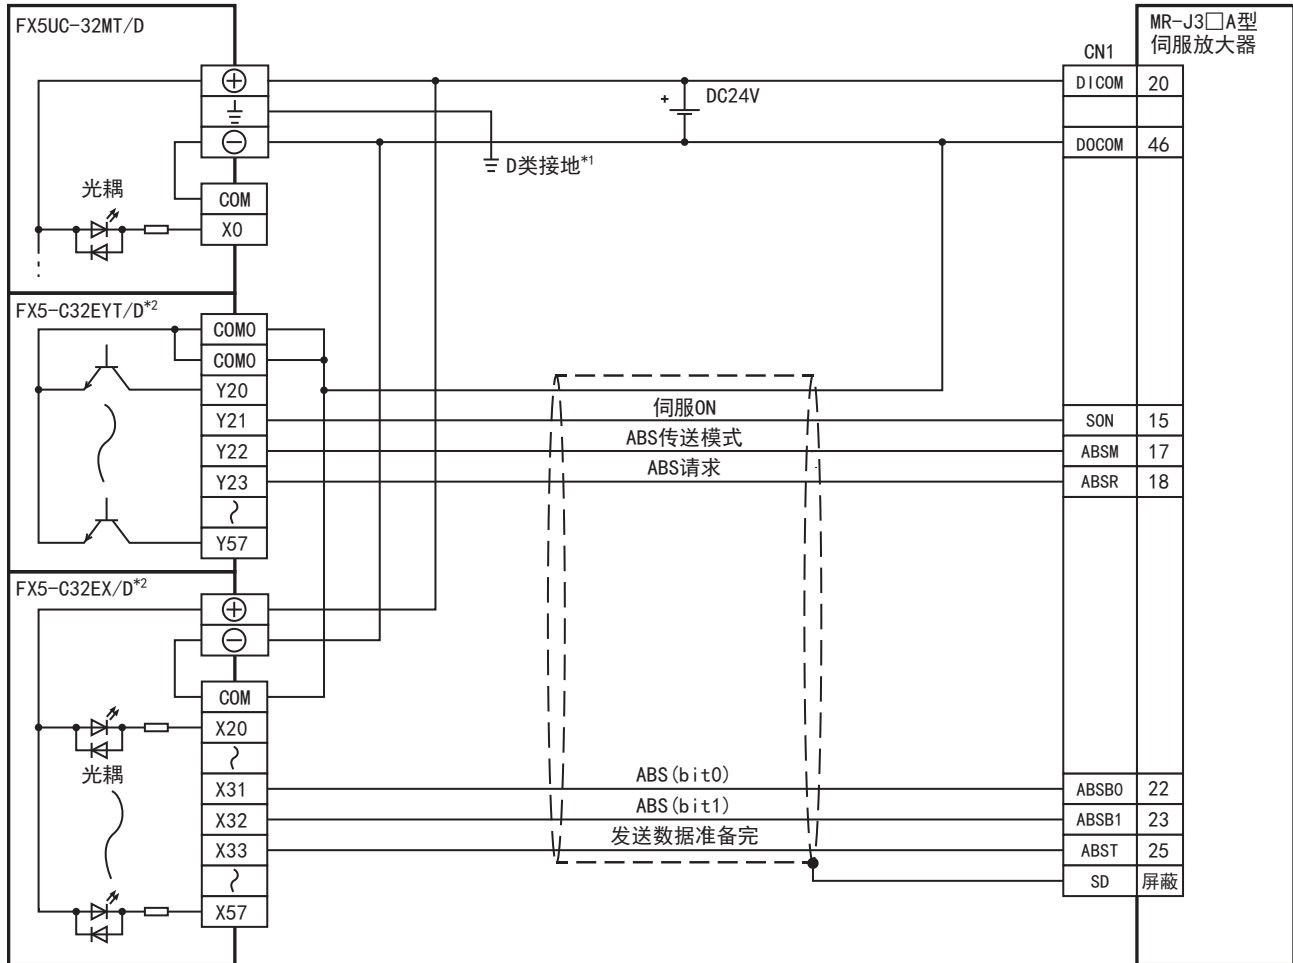 FX5UC-32MT/D
MR-J3□A型
伺服放大器
CN1
DICOM 20
DC24V
+
DOCOM 46
D类接地*1
光耦
COM
X0
FX5-C32EYT/D*2
COM0
COM0
Y20
伺服ON
Y21
SON 15
ABS传送模式
Y22
ABSM 17
ABS请求
Y23
ABSR 18
Y57
FX5-C32EX/D*2
COM
X20
光耦
ABS(bit0)
X31
ABSB0 22
ABS(bit1)
X32
ABSB1 23
发送数据准备完
X33
ABST 25
SD 屏蔽
X57